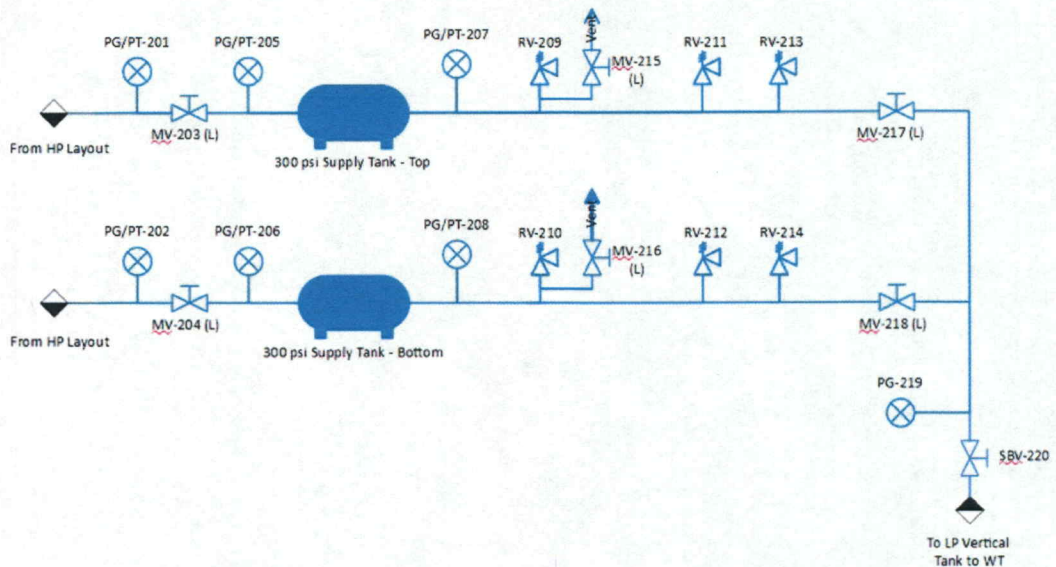 Vent
PG/PT-201
PG/PT-205
PG/PT-207
RV-209
MV-215
(L)
RV-211
RV-213
From HP Layout
MV-203 (L)
300 psi Supply Tank - Top
MV-217 (L)
Vent
PG/PT-202
PG/PT-206
PG/PT-208
RV-210
MV-216
(L)
RV-212
RV-214
From HP Layout
MV-204 (L)
300 psi Supply Tank - Bottom
MV-218 (L)
PG-219
SBV-220
To LP Vertical
Tank to WT